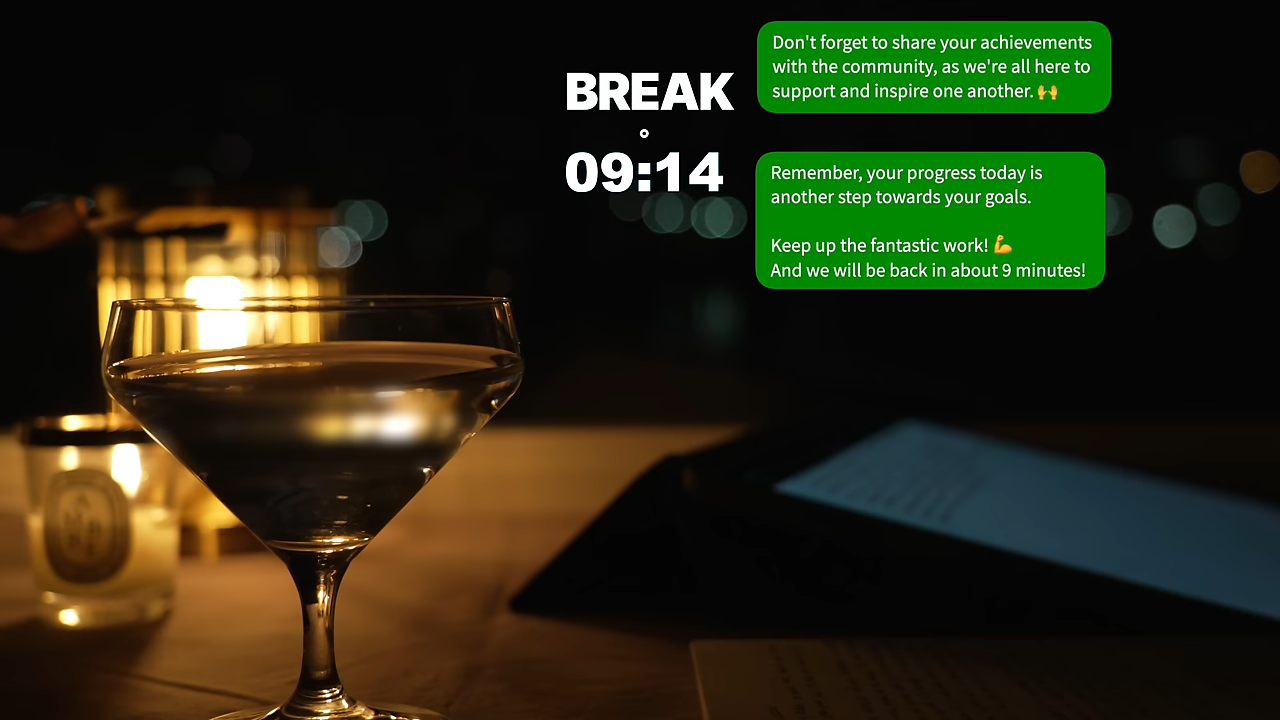 BREAK
09:14
Don't forget to share your achievements
with the community, as we're all here to
support and inspire one another. 🙌
Remember, your progress today is
another step towards your goals.
Keep up the fantastic work! 💪
And we will be back in about 9 minutes!